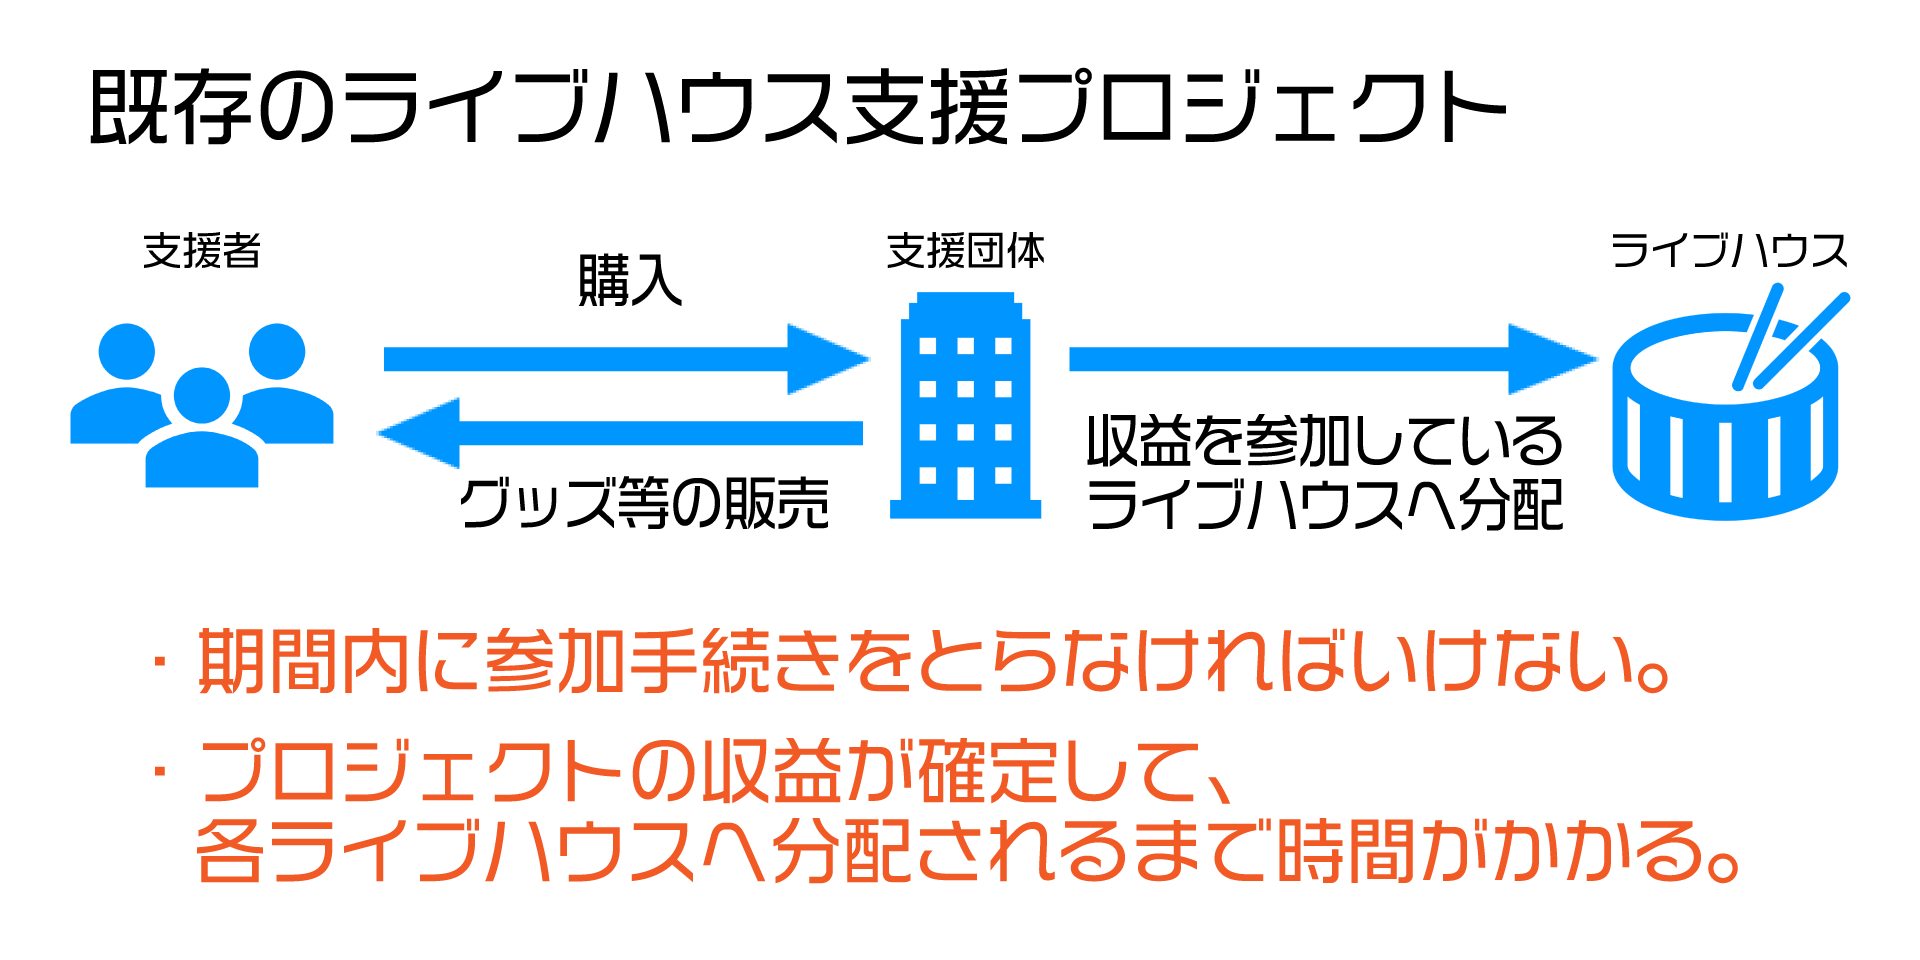 既存のライブハウス支援プロジェクト
支援者
購入
支援団体
ライブハウス
グッズ等の販売
収益を参加している
ライブハウスへ分配
・期間内に参加手続きをとらなければいけない。
・プロジェクトの収益が確定して、
各ライブハウスへ分配されるまで時間がかかる。